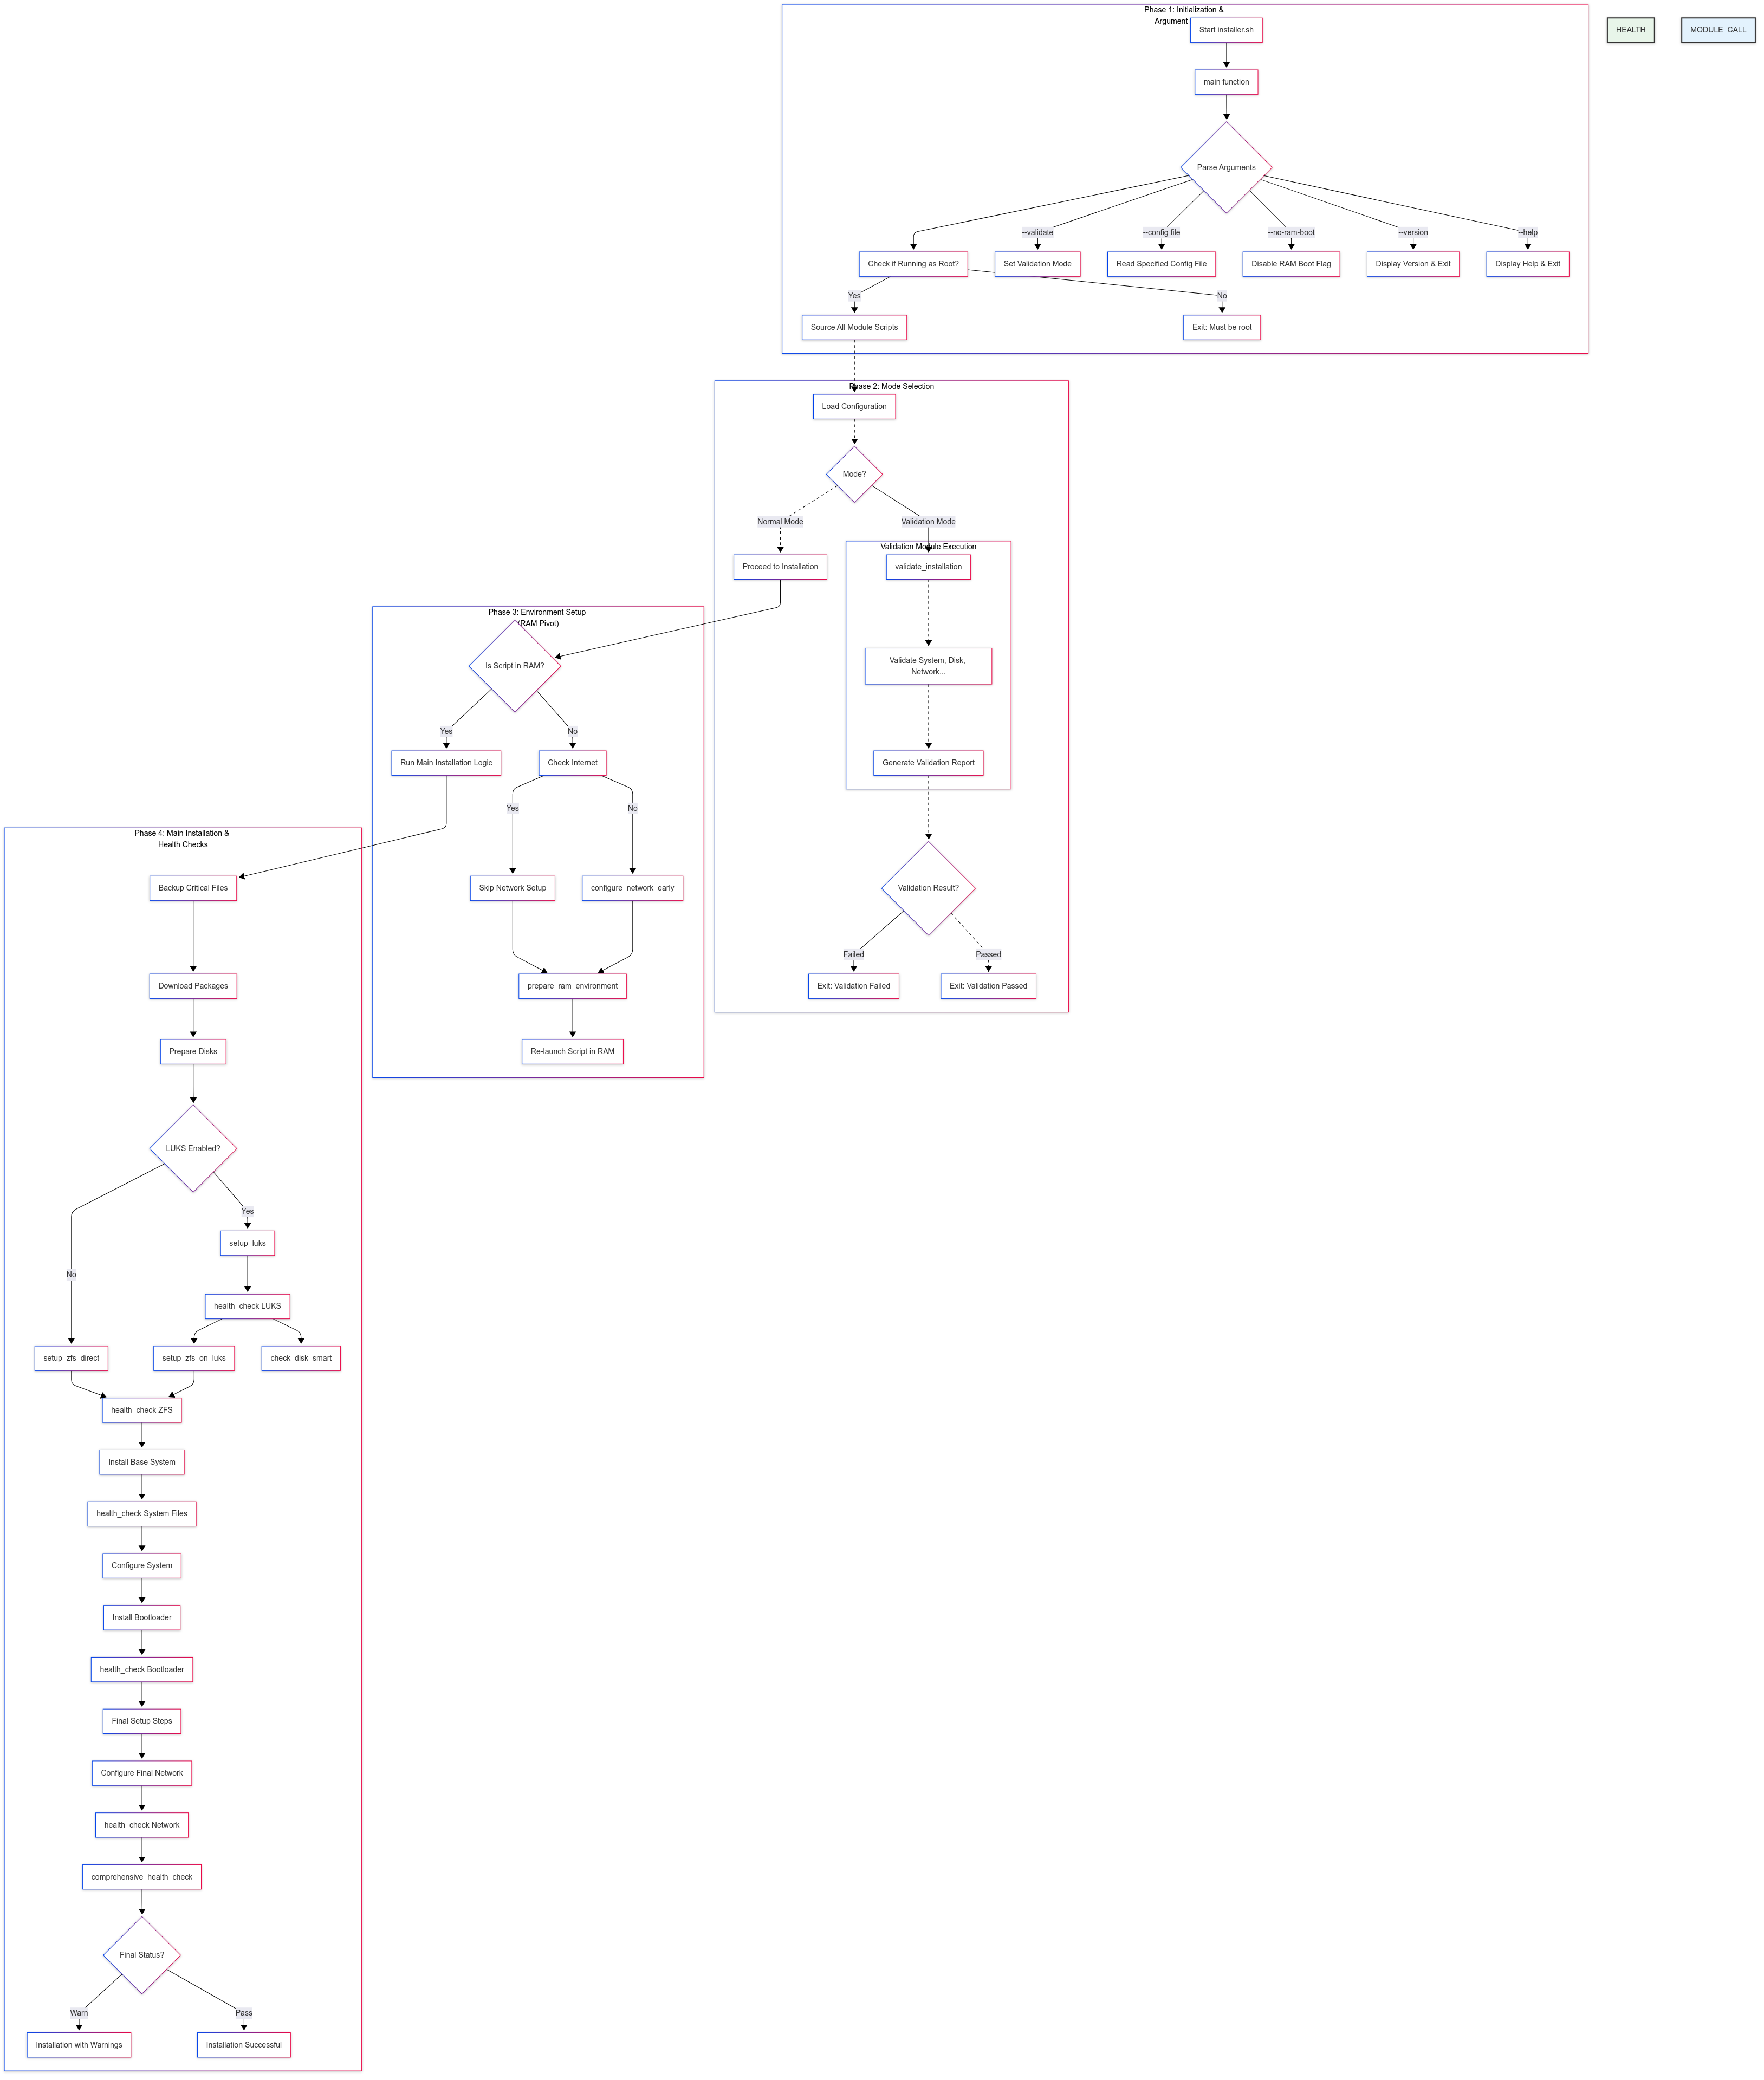 Phase 1: Initialization &
Argument
Start installer.sh
HEALTH
MODULE_CALL
main function
Parse Arguments
--validate
--config file
--no-ram-boot
--version
--help
Check if Running as Root?
Set Validation Mode
Read Specified Config File
Disable RAM Boot Flag
Display Version & Exit
Display Help & Exit
Yes
No
Source All Module Scripts
Exit: Must be root
Phase 2: Mode Selection
Load Configuration
Mode?
Normal Mode
Validation Mode
Validation Module Execution
Proceed to Installation
validate_installation
Validate System, Disk,
Network...
Generate Validation Report
Validation Result?
Failed
Passed
Exit: Validation Failed
Exit: Validation Passed
Phase 3: Environment Setup
(RAM Pivot)
Is Script in RAM?
Yes
No
Run Main Installation Logic
Check Internet
Yes
No
Skip Network Setup
configure_network_early
prepare_ram_environment
Re-launch Script in RAM
Phase 4: Main Installation &
Health Checks
Backup Critical Files
Download Packages
Prepare Disks
LUKS Enabled?
Yes
setup_luks
No
health_check LUKS
setup_zfs_direct
setup_zfs_on_luks
check_disk_smart
health_check ZFS
Install Base System
health_check System Files
Configure System
Install Bootloader
health_check Bootloader
Final Setup Steps
Configure Final Network
health_check Network
comprehensive_health_check
Final Status?
Warn
Pass
Installation with Warnings
Installation Successful